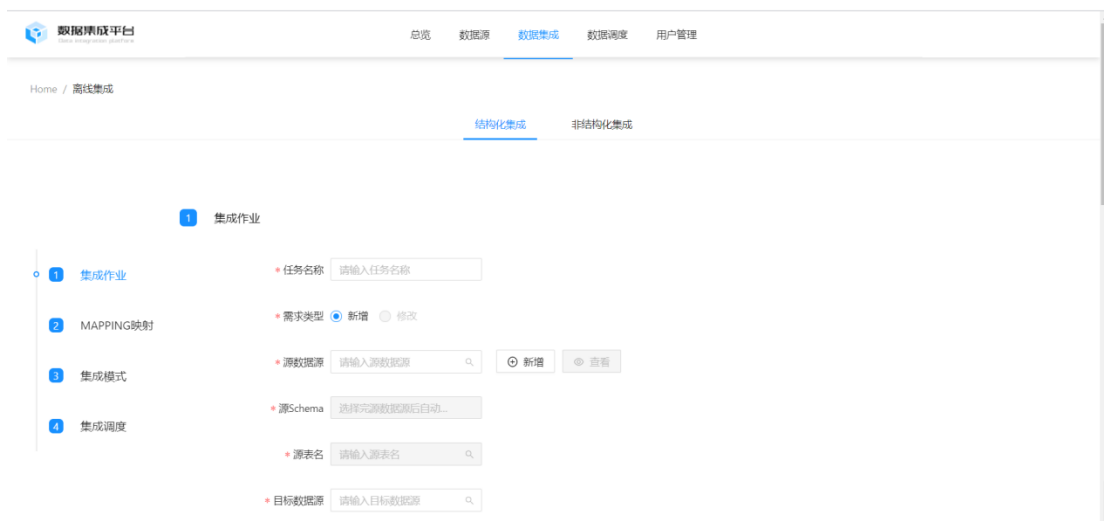 数据集成平台
Data integration platform
总览 数据源 数据集成 数据调度 用户管理
Home / 离线集成
结构化集成 非结构化集成
1 集成作业
1 集成作业
* 任务名称 请输入任务名称
2 MAPPING映射
* 需求类型 新增 修改
3 集成模式
* 源数据源 请输入源数据源 新增 查看
* 源Schema 选择完源数据源后自动...
4 集成调度
* 源表名 请输入源表名
* 目标数据源 请输入目标数据源